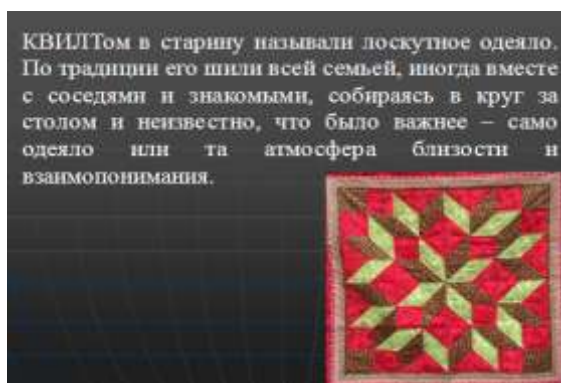 КВИЛТом в старину называли лоскутное одеяло.
По традиции его шили всей семьей, иногда вместе
с соседями и знакомыми, собираясь в круг за
столом и неизвестно, что было важнее – само
одеяло или та атмосфера близости и
взаимопонимания.